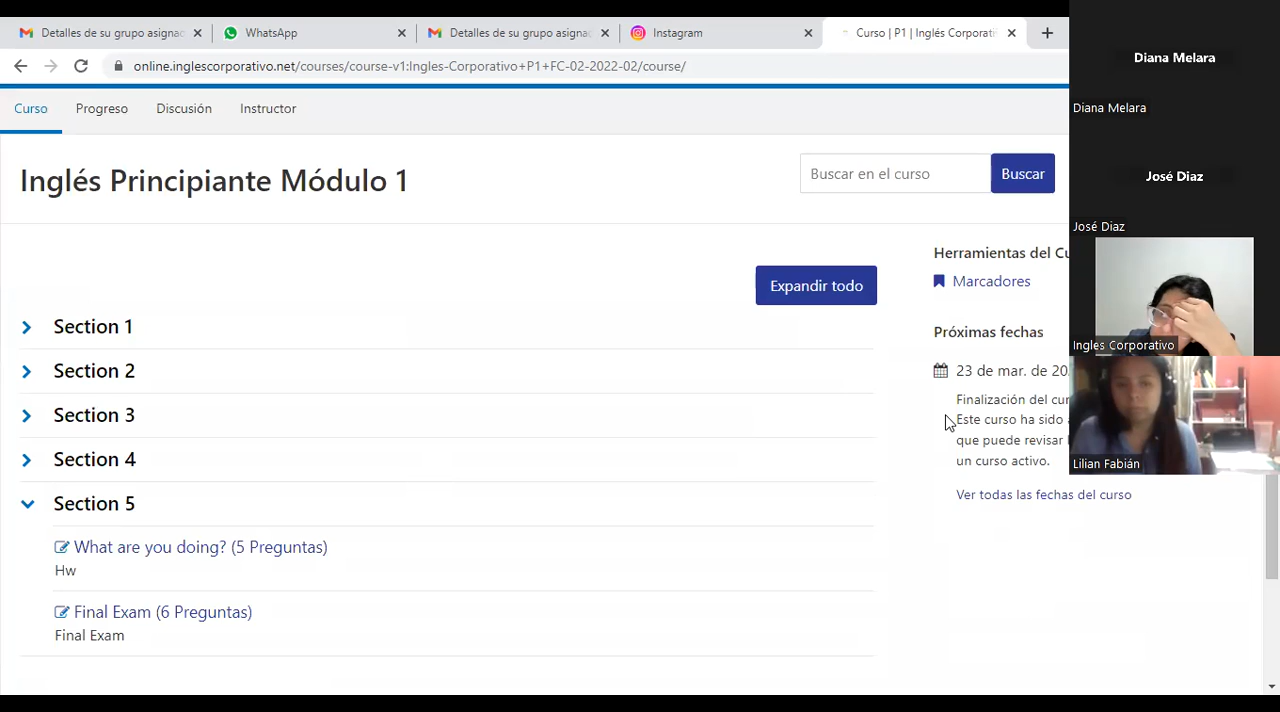 Detalles de su grupo asigna
WhatsApp
Detalles de su grupo asigna
Instagram
Curso | P1 | Inglés Corporati
online.inglescorporativo.net/courses/course-v1:Ingles-Corporativo+P1+FC-02-2022-02/course/
Curso
Progreso
Discusión
Instructor
Inglés Principiante Módulo 1
Buscar en el curso
Buscar
Expandir todo
Section 1
Section 2
Section 3
Section 4
Section 5
What are you doing? (5 Preguntas)
Hw
Final Exam (6 Preguntas)
Final Exam
Herramientas del Cu
Marcadores
Próximas fechas
23 de mar. de 20
Finalización del cur
Este curso ha sido
que puede revisar
un curso activo.
Ver todas las fechas del curso
Diana Melara
Diana Melara
José Diaz
José Diaz
Ingles Corporativo
Lilian Fabián